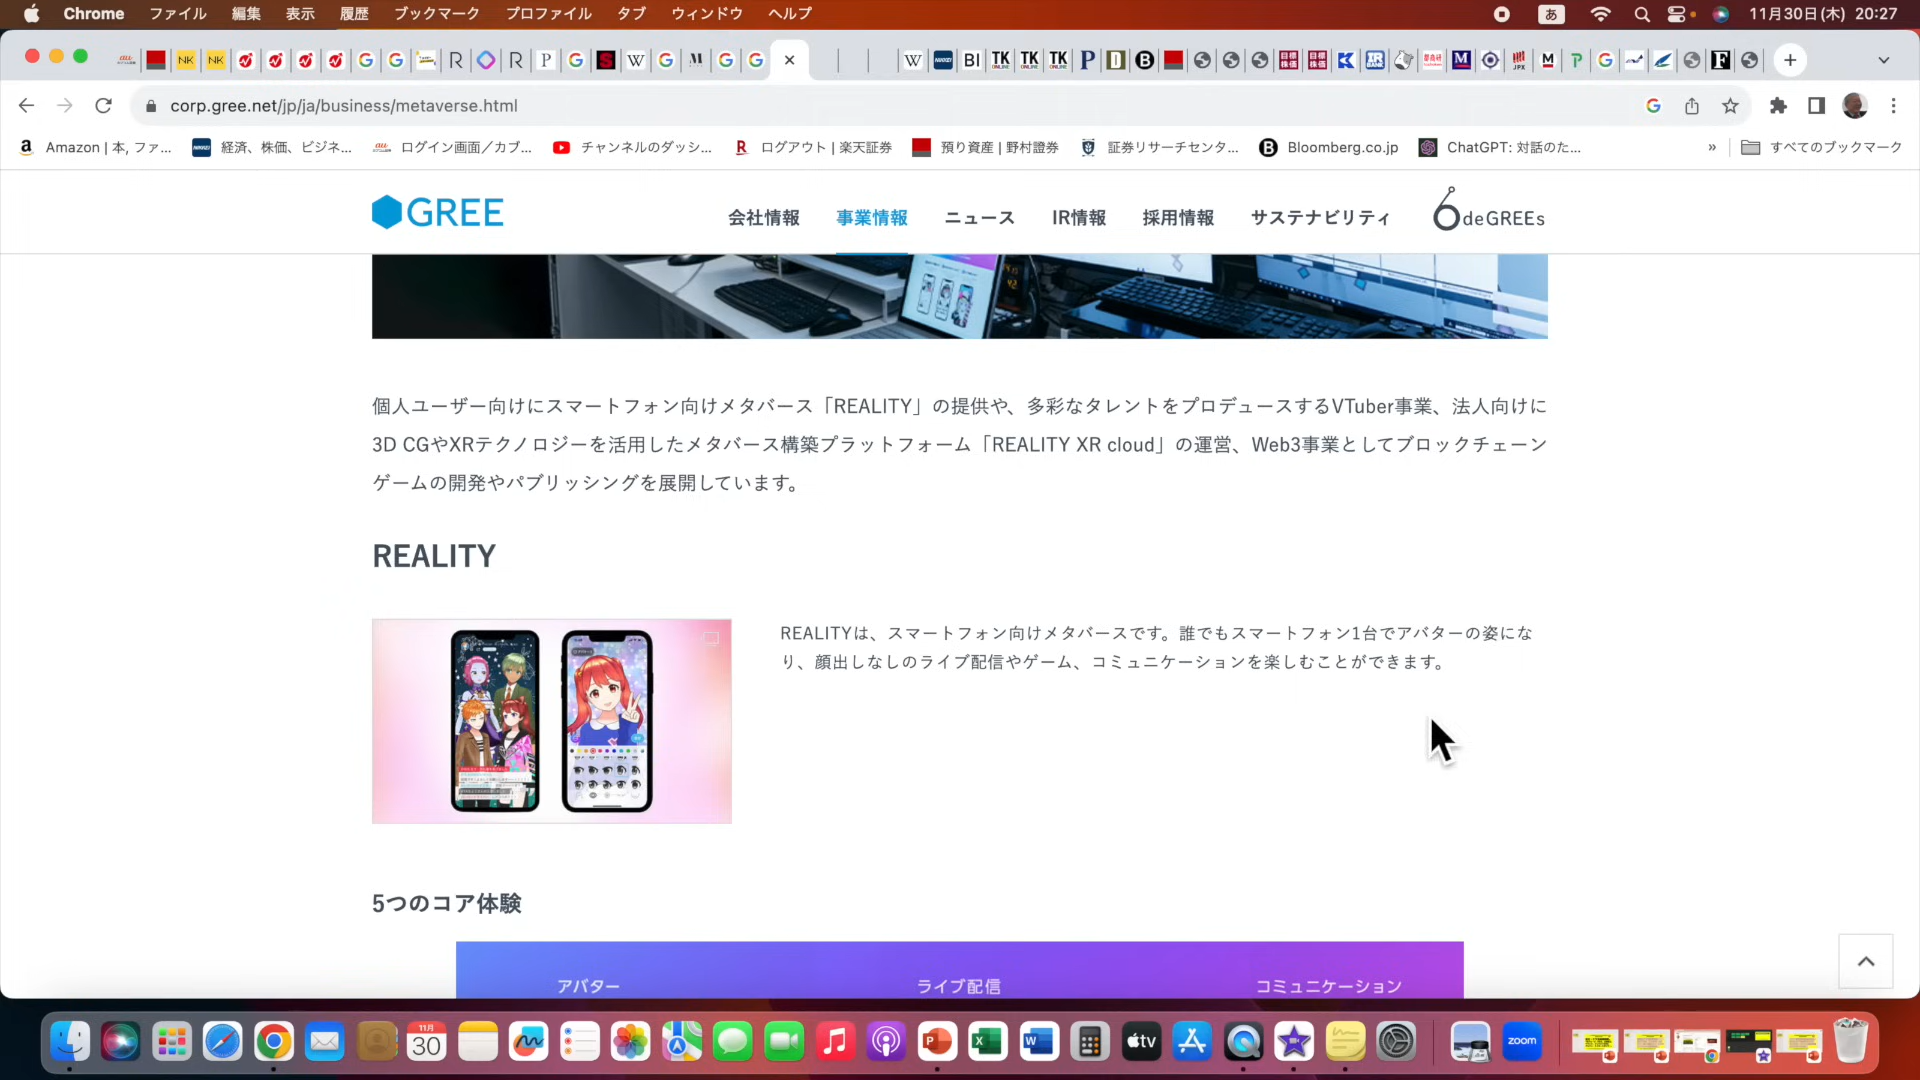 Chrome ファイル 編集 表示 履歴 ブックマーク プロファイル タブ ウィンドウ ヘルプ
あ 11月30日(木) 20:27
corp.gree.net/jp/ja/business/metaverse.html
Amazon | 本, ファ... 経済、株価、ビジネ... ログイン画面／カブ... チャンネルのダッシ... ログアウト | 楽天証券 預り資産 | 野村證券 証券リサーチセンタ... Bloomberg.co.jp ChatGPT: 対話のた... » すべてのブックマーク
GREE 会社情報 事業情報 ニュース IR情報 採用情報 サステナビリティ 6deGREEs
個人ユーザー向けにスマートフォン向けメタバース「REALITY」の提供や、多彩なタレントをプロデュースするVTuber事業、法人向けに
3D CGやXRテクノロジーを活用したメタバース構築プラットフォーム「REALITY XR cloud」の運営、Web3事業としてブロックチェーン
ゲームの開発やパブリッシングを展開しています。
REALITY
REALITYは、スマートフォン向けメタバースです。誰でもスマートフォン1台でアバターの姿にな
り、顔出しなしのライブ配信やゲーム、コミュニケーションを楽しむことができます。
5つのコア体験
アバター ライブ配信 コミュニケーション
11月
30
tv
zoom